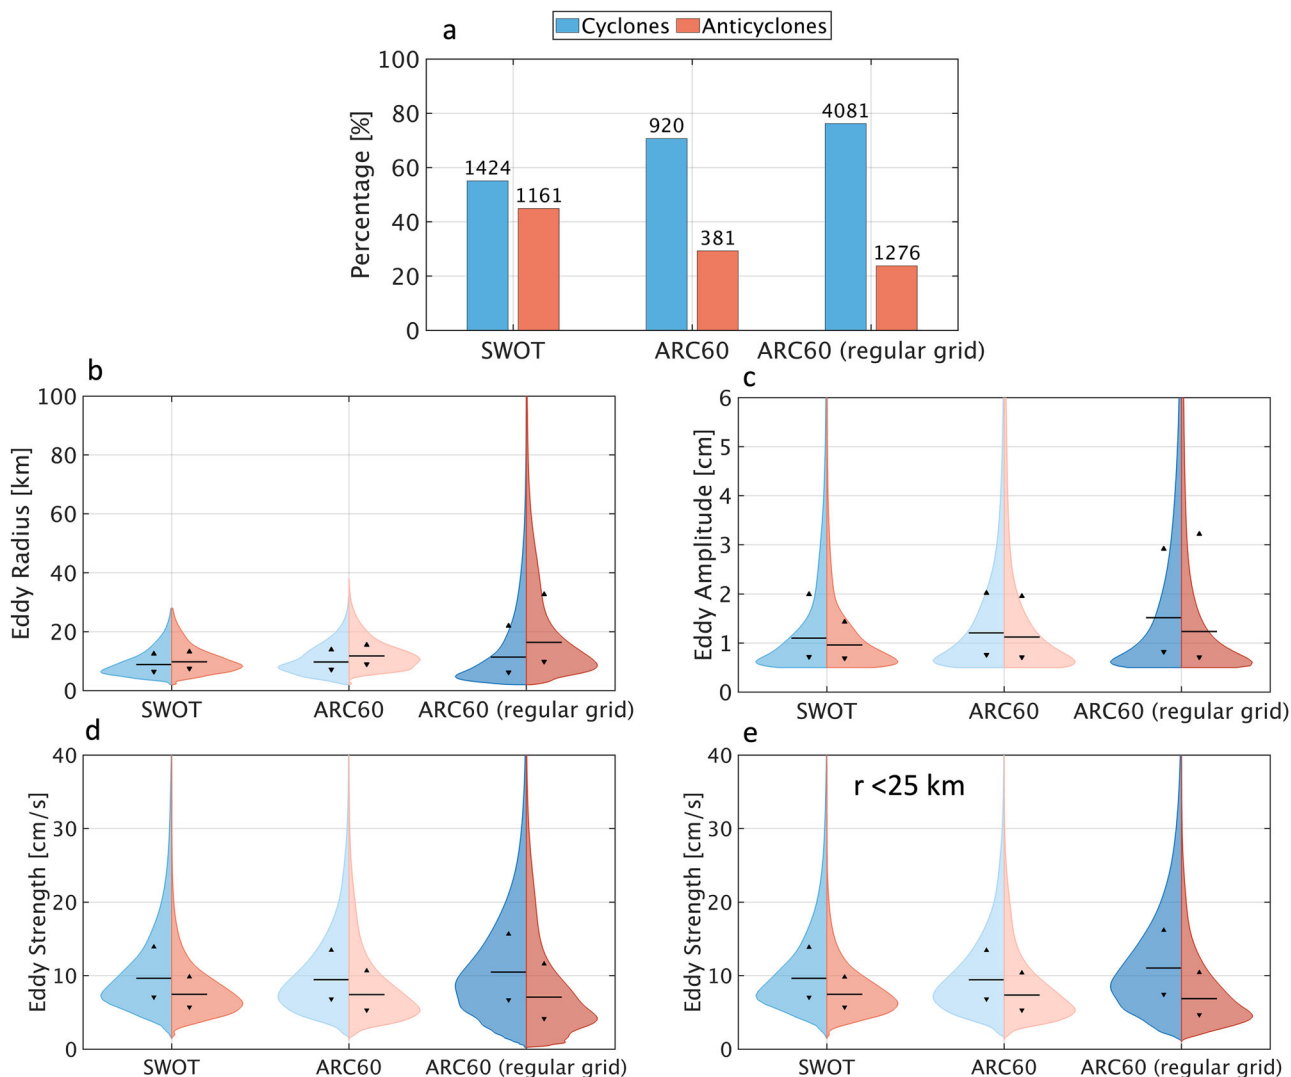 a
Cyclones Anticyclones
Percentage [%]
100
80
60
40
20
0
1424
1161
920
381
4081
1276
SWOT ARC60 ARC60 (regular grid)
b
Eddy Radius [km]
100
80
60
40
20
0
SWOT ARC60 ARC60 (regular grid)
c
Eddy Amplitude [cm]
6
5
4
3
2
1
0
SWOT ARC60 ARC60 (regular grid)
d
Eddy Strength [cm/s]
40
30
20
10
0
SWOT ARC60 ARC60 (regular grid)
e
Eddy Strength [cm/s]
40
30
20
10
0
r <25 km
SWOT ARC60 ARC60 (regular grid)